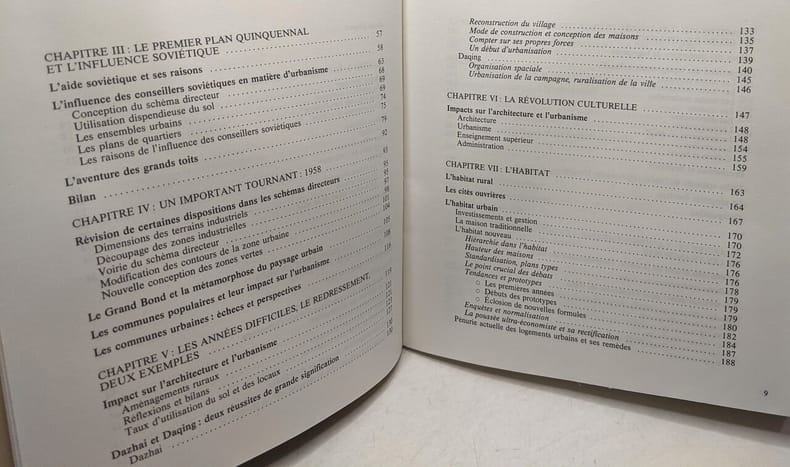 CHAPITRE III : LE PREMIER PLAN QUINQUENNAL
ET L'INFLUENCE SOVIÉTIQUE 57
L'aide soviétique et ses raisons 58
L'influence des conseillers soviétiques en matière d'urbanisme 63
Conception du schéma directeur 68
Utilisation dispendieuse du sol 69
Les ensembles urbains 69
Les plans de quartiers 74
Les raisons de l'influence des conseillers soviétiques 75
L'aventure des grands toits 79
Bilan 92
CHAPITRE IV : UN IMPORTANT TOURNANT : 1958 93
Révision de certaines dispositions dans les schémas directeurs 95
Dimensions des terrains industriels 95
Découpage des zones industrielles 97
Voirie du schéma directeur 98
Modification des contours de la zone urbaine 101
Nouvelle conception des zones vertes 104
Le Grand Bond et la métamorphose du paysage urbain 105
Les communes populaires et leur impact sur l'urbanisme 108
Les communes urbaines : échecs et perspectives 116
CHAPITRE V : LES ANNÉES DIFFICILES, LE REDRESSEMENT,
DEUX EXEMPLES
Impact sur l'architecture et l'urbanisme
Aménagements ruraux
Réflexions et bilans
Taux d'utilisation du sol et des locaux
Dazhai et Daqing : deux réussites de grande signification
Dazhai
Reconstruction du village 133
Mode de construction et conception des maisons 135
Compter sur ses propres forces 137
Un début d'urbanisation 139
Daqing 140
Organisation spaciale 145
Urbanisation de la campagne, ruralisation de la ville 146
CHAPITRE VI : LA RÉVOLUTION CULTURELLE 147
Impacts sur l'architecture et l'urbanisme 148
Architecture 148
Urbanisme 154
Enseignement supérieur 155
Administration 159
CHAPITRE VII : L'HABITAT 163
L'habitat rural 164
Les cités ouvrières 167
L'habitat urbain 170
Investissements et gestion 170
La maison traditionnelle 172
L'habitat nouveau 176
Hiérarchie dans l'habitat 176
Hauteur des maisons 176
Standardisation, plans types 178
Le point crucial des débats 179
Tendances et prototypes 179
○ Les premières années 179
○ Débuts des prototypes 180
○ Éclosion de nouvelles formules 182
Enquêtes et normalisation 184
La poussée ultra-économiste et sa rectification 187
Pénurie actuelle des logements urbains et ses remèdes 188
9